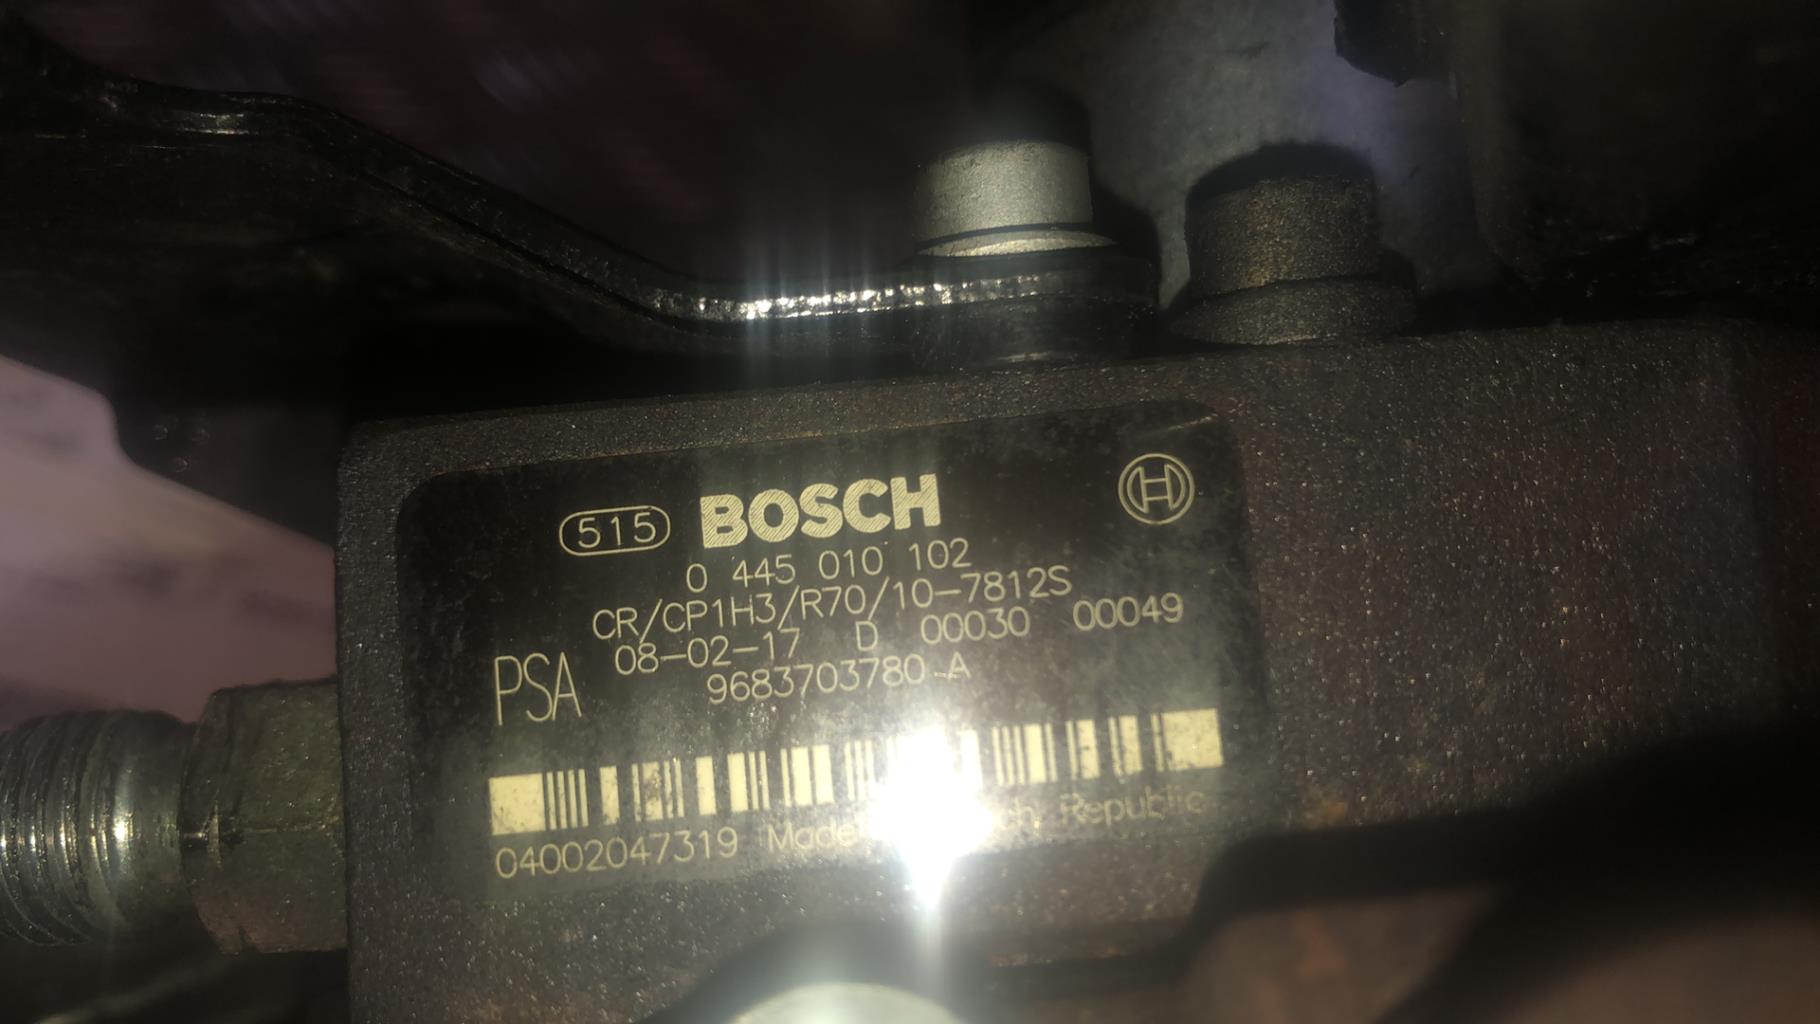 515 BOSCH
0 445 010 102
CR/CP1H3/R70/10-7812S
08-02-17 D 00030 00049
PSA 9683703780-A
04002047319 Made Republic